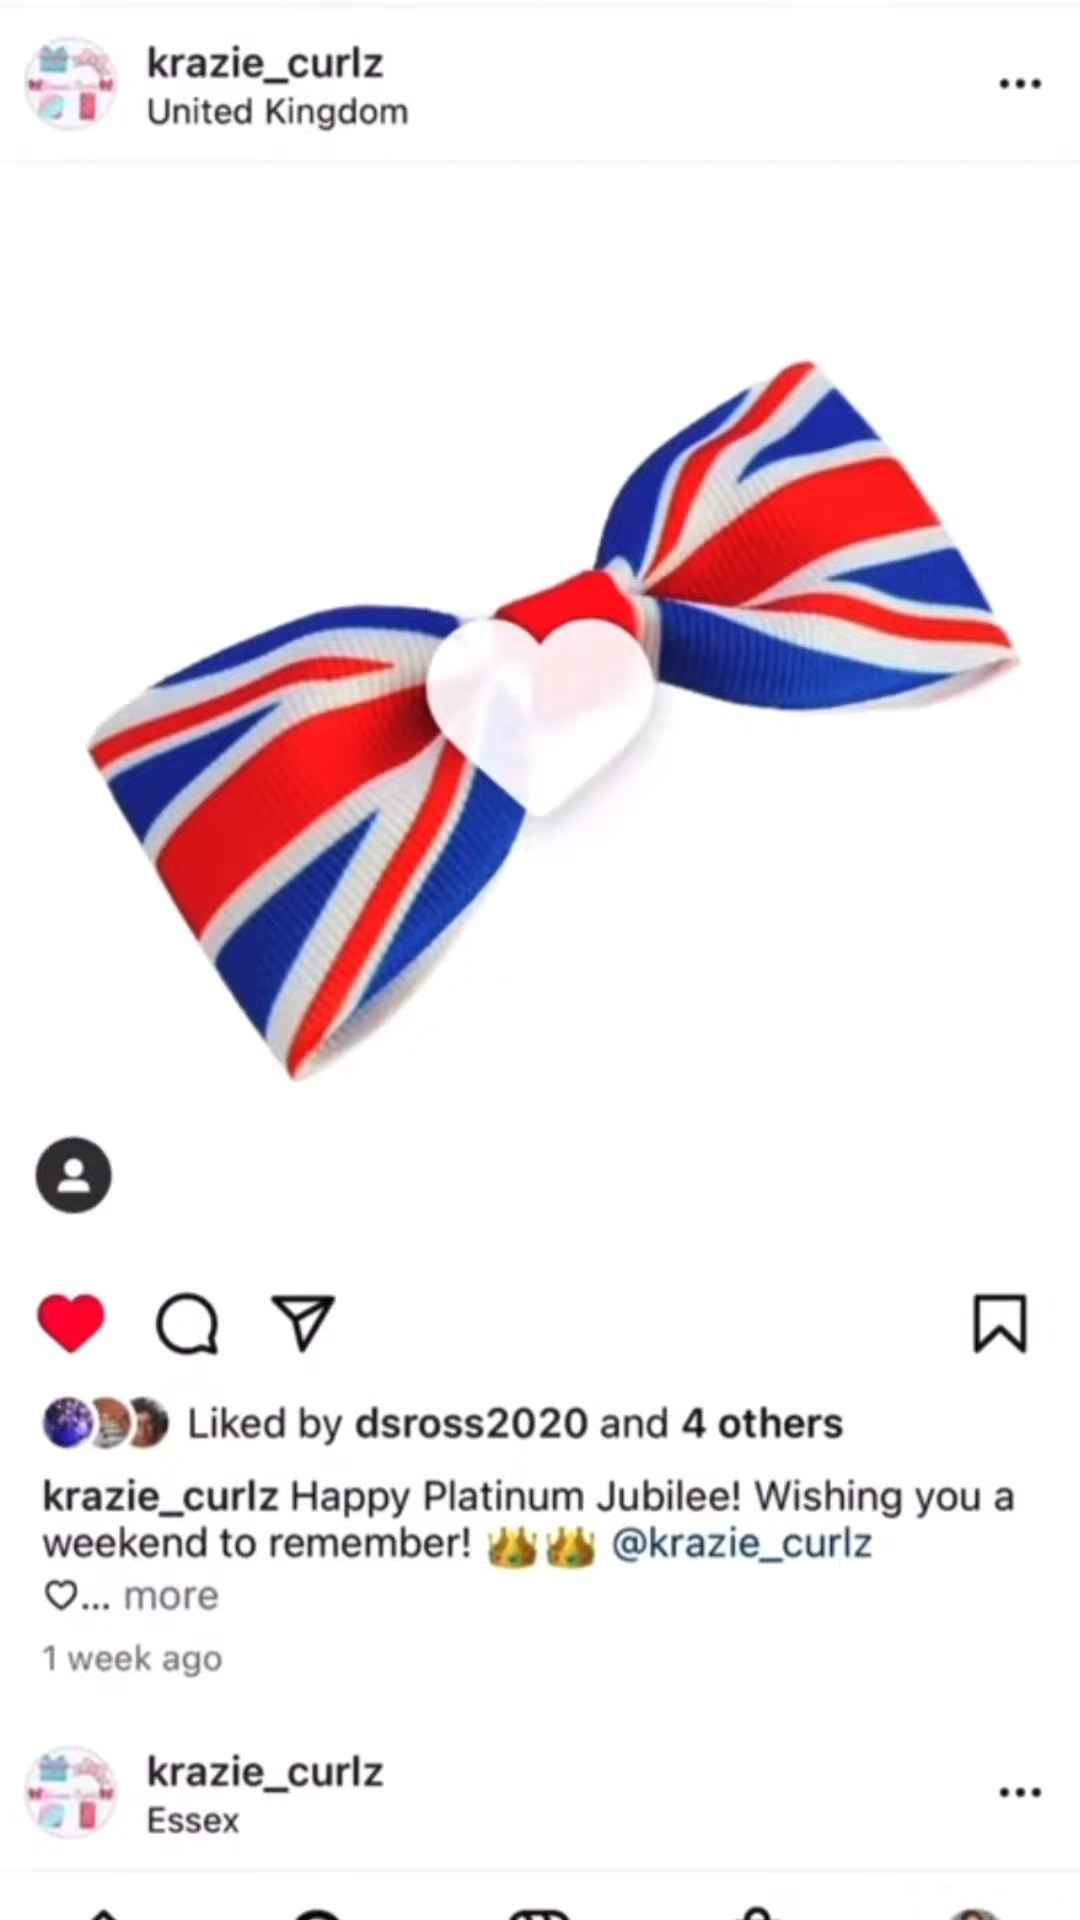 krazie_curlz
United Kingdom
Liked by dsross2020 and 4 others
krazie_curlz Happy Platinum Jubilee! Wishing you a
weekend to remember! 👑👑 @krazie_curlz
♡... more
1 week ago
krazie_curlz
Essex